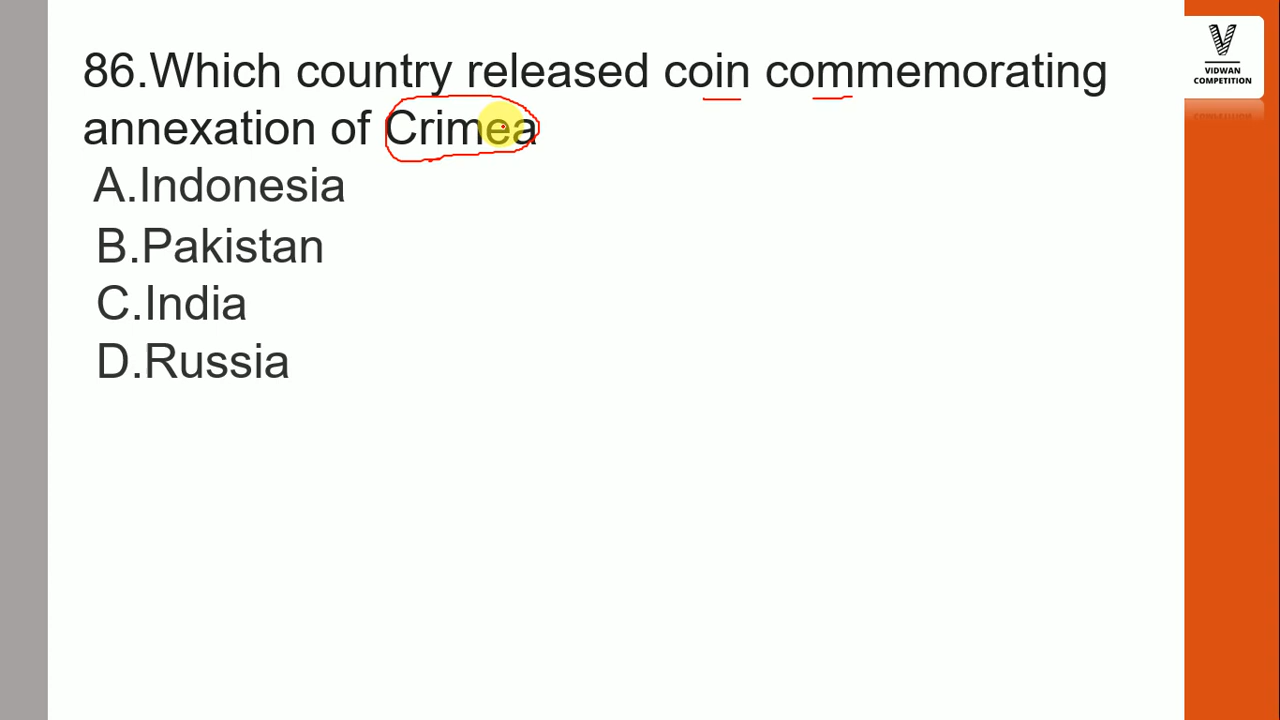 86.Which country released coin commemorating
annexation of Crimea
A.Indonesia
B.Pakistan
C.India
D.Russia
V
VIDWAN
COMPETITION